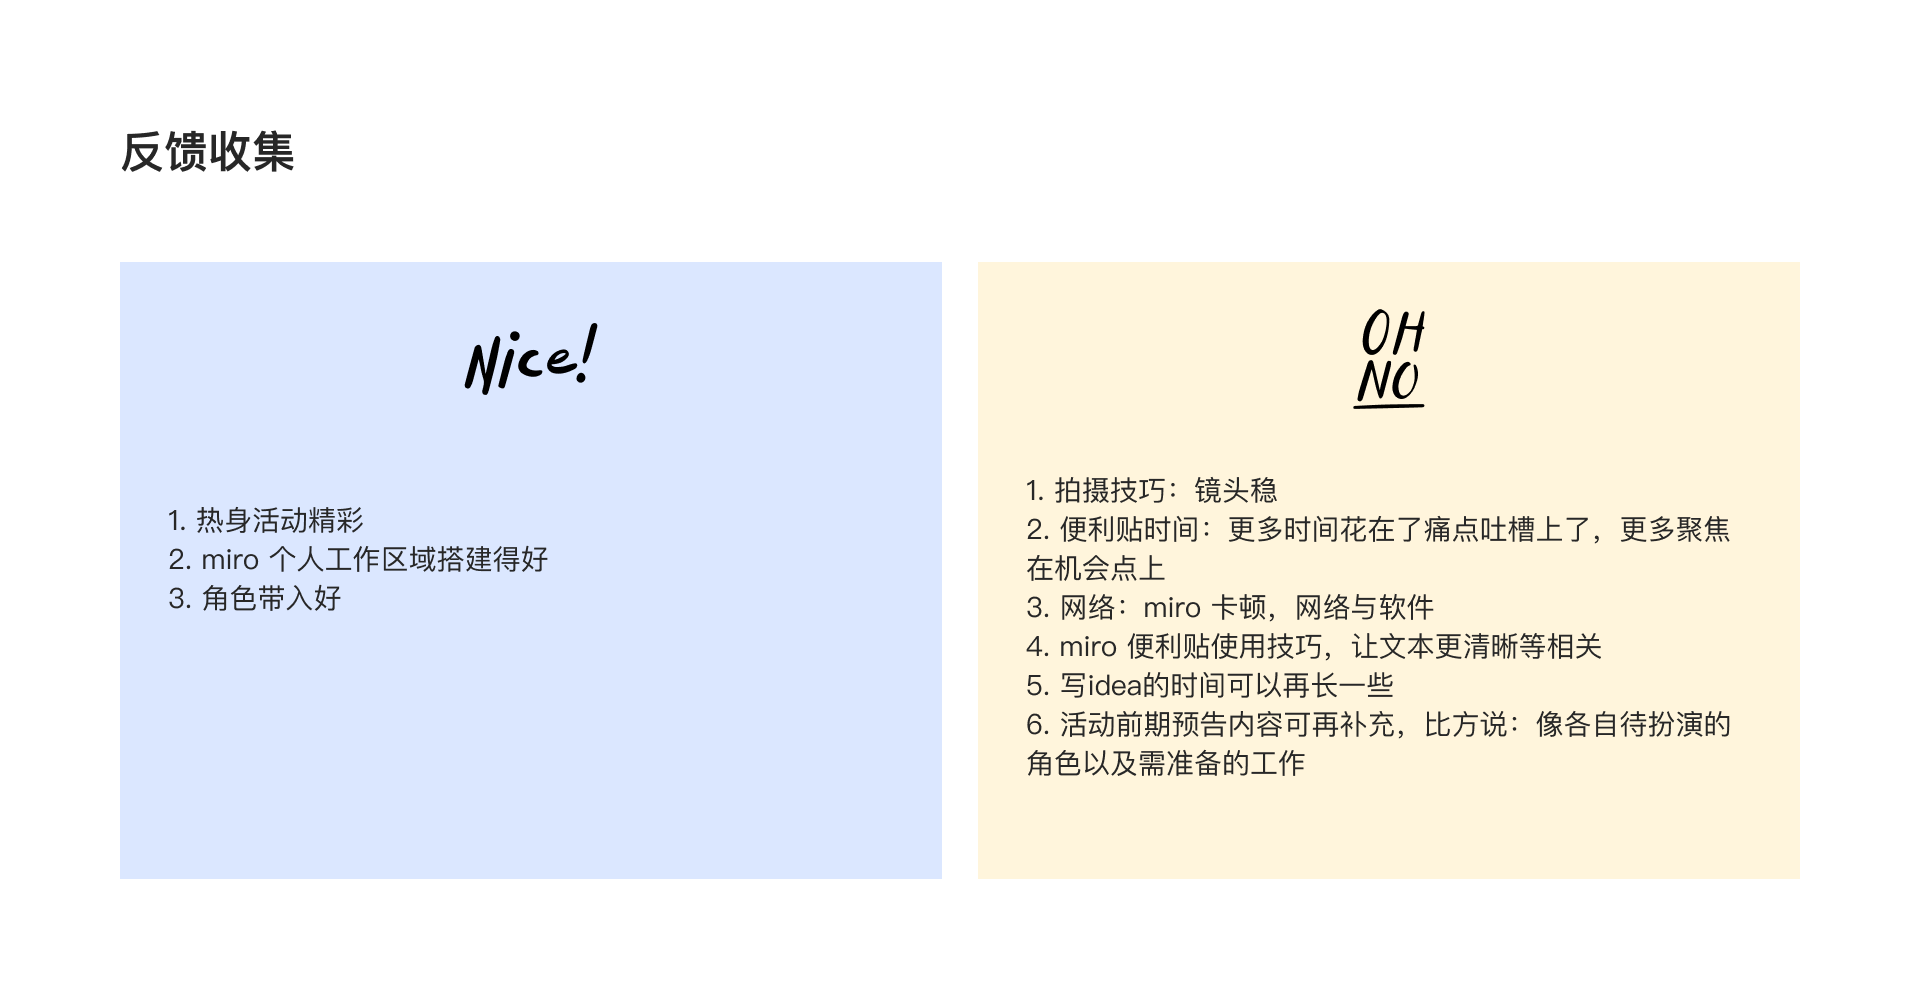 反馈收集
Nice!
1. 热身活动精彩
2. miro 个人工作区域搭建得好
3. 角色带入好
OH
NO
1. 拍摄技巧：镜头稳
2. 便利贴时间：更多时间花在了痛点吐槽上了，更多聚焦
在机会点上
3. 网络：miro 卡顿，网络与软件
4. miro 便利贴使用技巧，让文本更清晰等相关
5. 写idea的时间可以再长一些
6. 活动前期预告内容可再补充，比方说：像各自待扮演的
角色以及需准备的工作